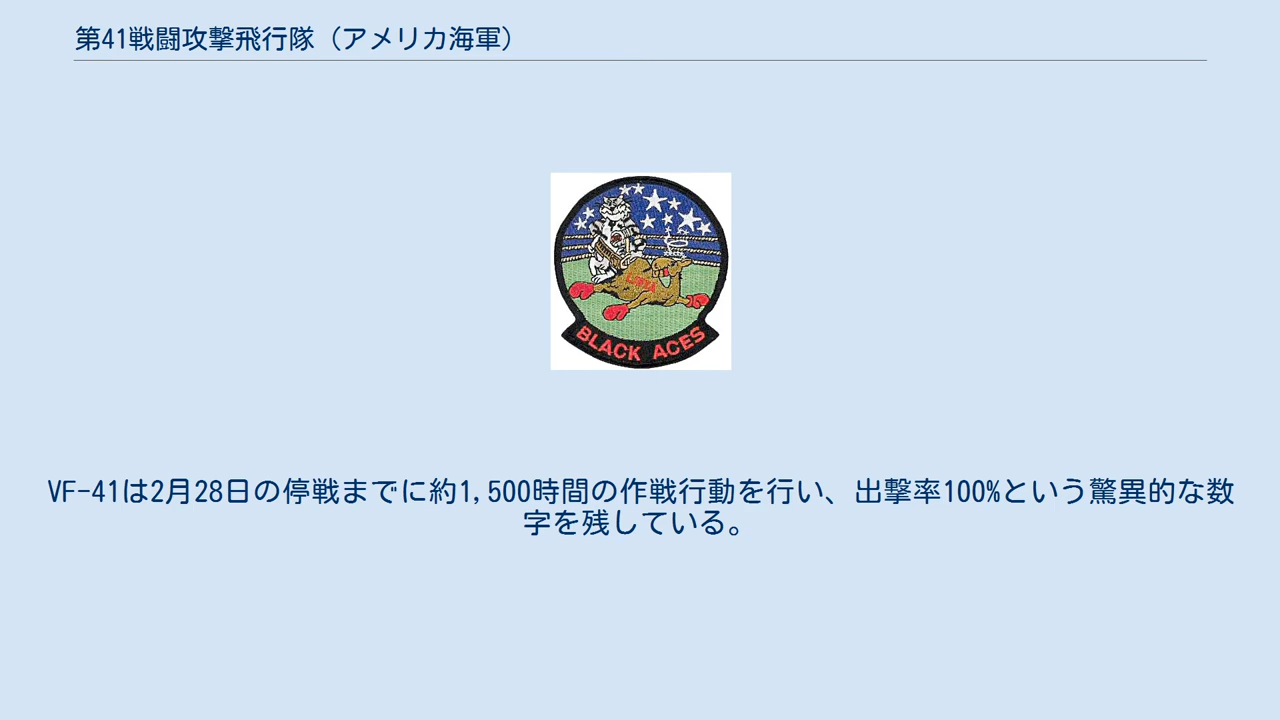 第41戦闘攻撃飛行隊（アメリカ海軍）
LIBYA
BLACK ACES
VF-41は2月28日の停戦までに約1,500時間の作戦行動を行い、出撃率100%という驚異的な数
字を残している。